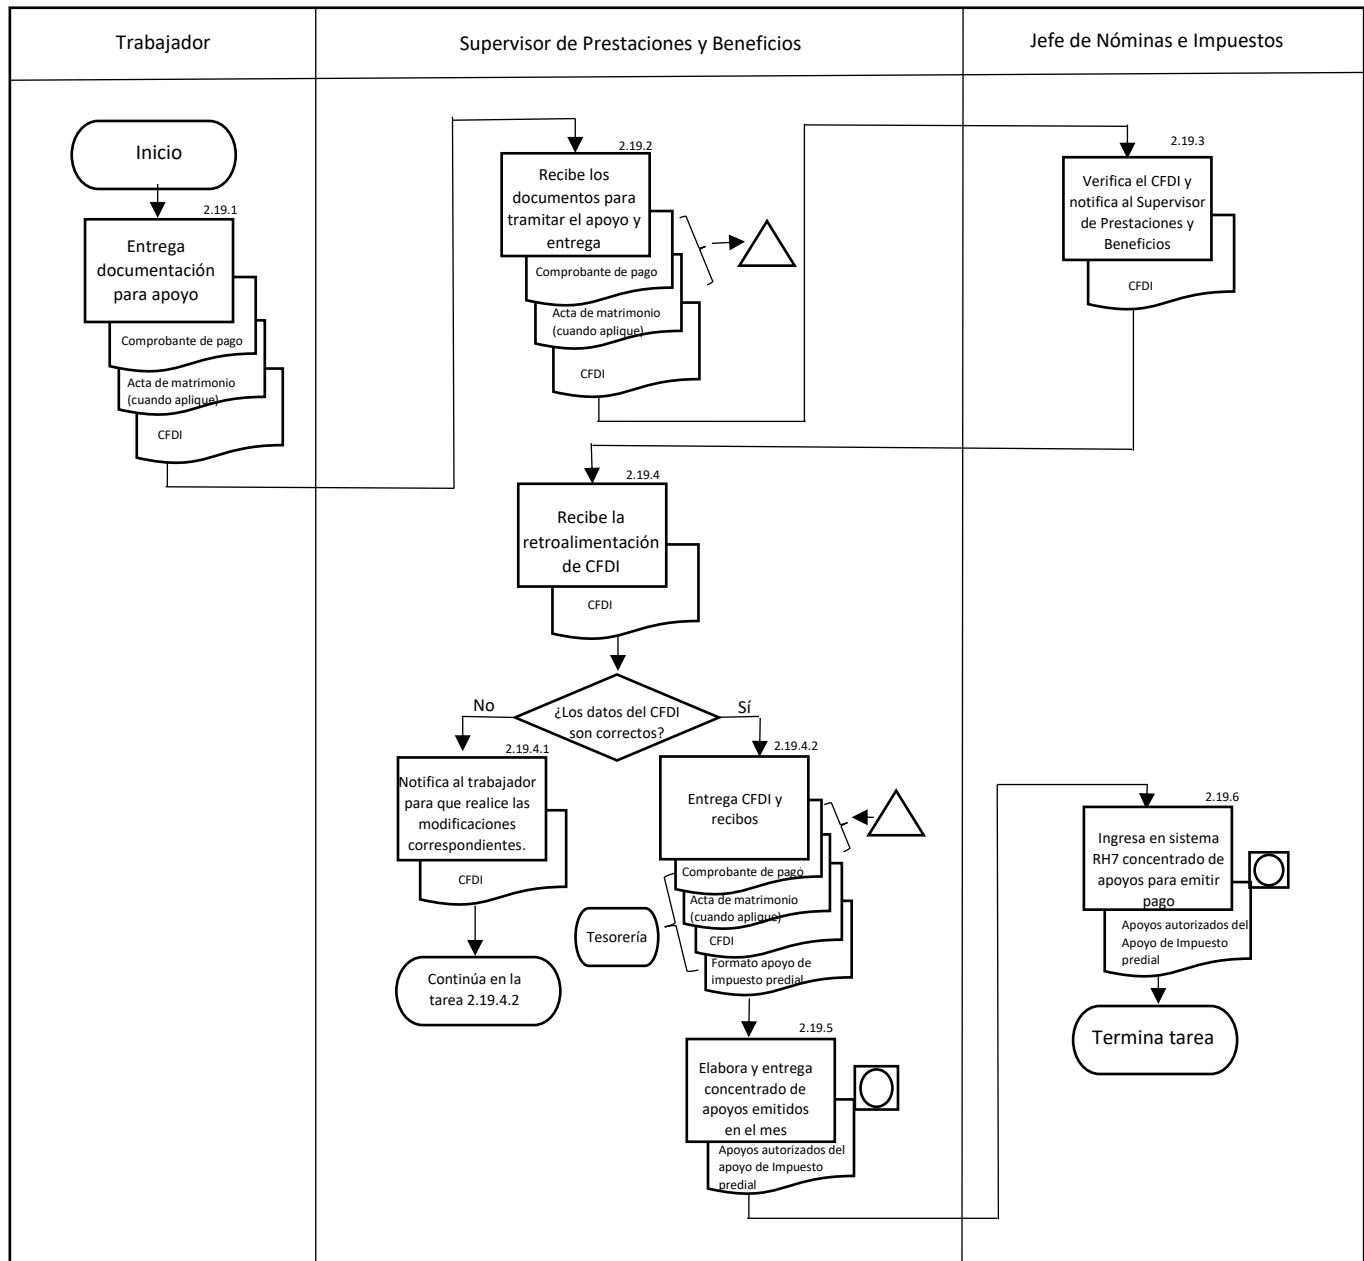 Trabajador
Supervisor de Prestaciones y Beneficios
Jefe de Nóminas e Impuestos
Inicio
2.19.1
Entrega
documentación
para apoyo
Comprobante de pago
Acta de matrimonio
(cuando aplique)
CFDI
2.19.2
Recibe los
documentos para
tramitar el apoyo y
entrega
Comprobante de pago
Acta de matrimonio
(cuando aplique)
CFDI
2.19.3
Verifica el CFDI y
notifica al Supervisor
de Prestaciones y
Beneficios
CFDI
2.19.4
Recibe la
retroalimentación
de CFDI
CFDI
¿Los datos del CFDI
son correctos?
No
Sí
2.19.4.1
Notifica al trabajador
para que realice las
modificaciones
correspondientes.
CFDI
Continúa en la
tarea 2.19.4.2
2.19.4.2
Entrega CFDI y
recibos
Comprobante de pago
Acta de matrimonio
(cuando aplique)
CFDI
Formato apoyo de
impuesto predial
Tesorería
2.19.5
Elabora y entrega
concentrado de
apoyos emitidos
en el mes
Apoyos autorizados del
apoyo de Impuesto
predial
2.19.6
Ingresa en sistema
RH7 concentrado de
apoyos para emitir
pago
Apoyos autorizados del
Apoyo de Impuesto
predial
Termina tarea